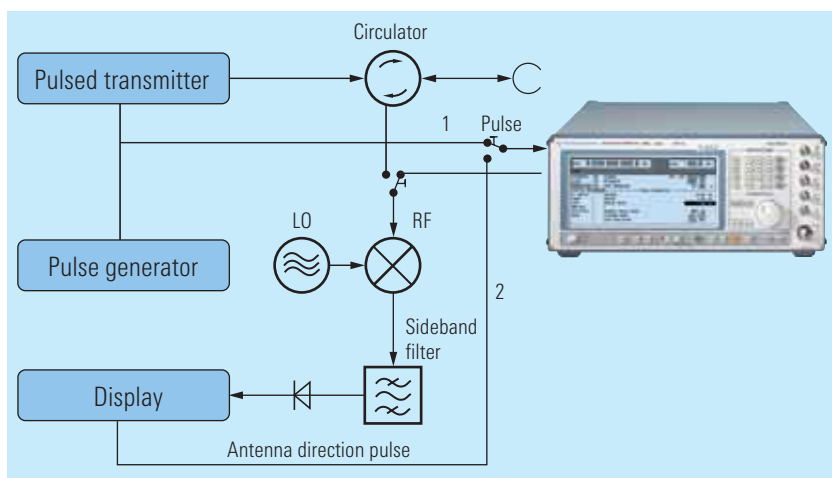 Circulator
Pulsed transmitter
1
Pulse
LO
RF
Pulse generator
2
Sideband
filter
Display
Antenna direction pulse